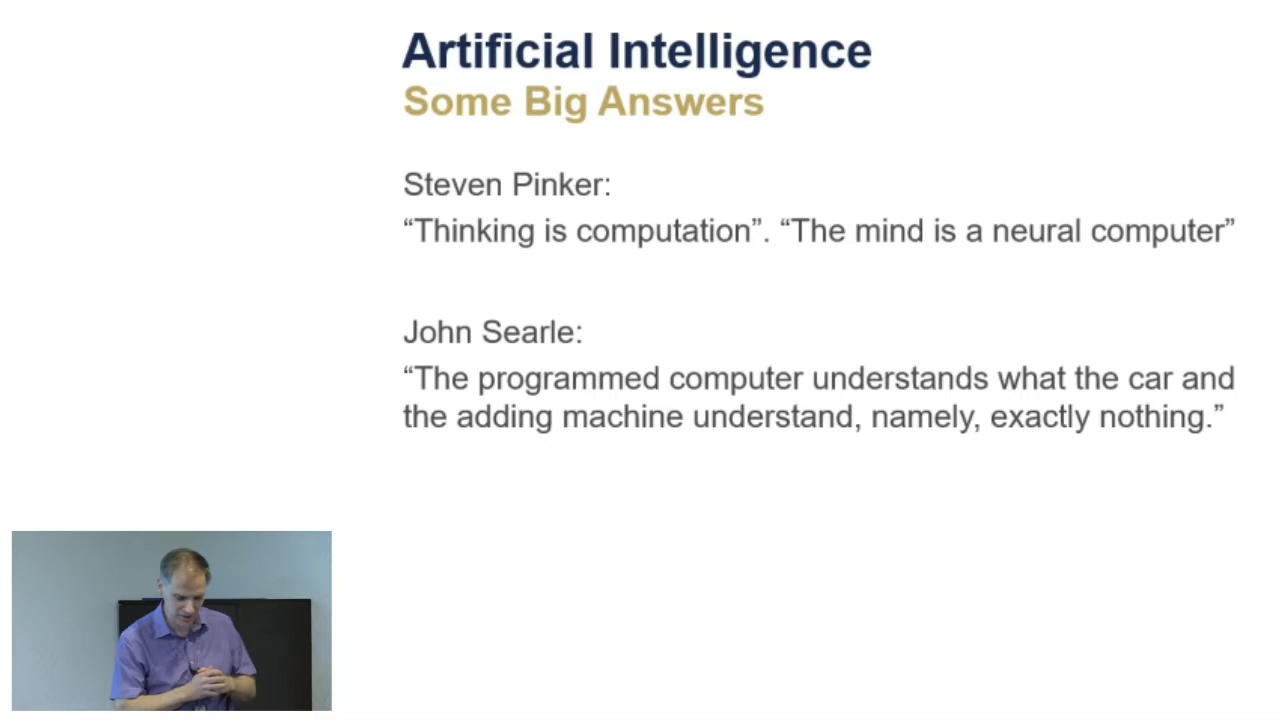 Artificial Intelligence
Some Big Answers
Steven Pinker:
“Thinking is computation”. “The mind is a neural computer”
John Searle:
“The programmed computer understands what the car and
the adding machine understand, namely, exactly nothing.”